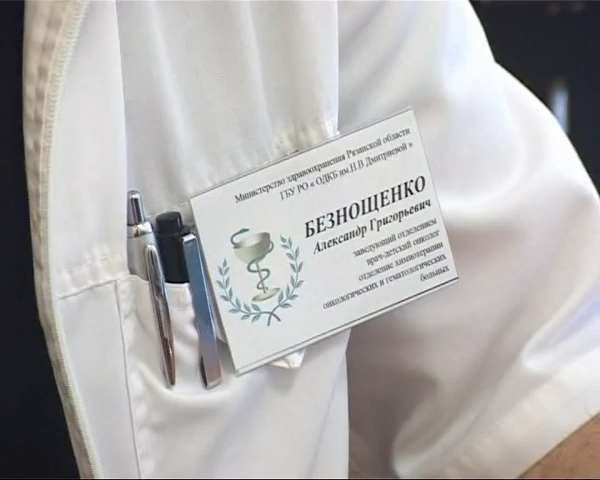 Министерство здравоохранения Рязанской области
ГБУ РО « ОДКБ им.Н.В Дмитриевой »
БЕЗНОЩЕНКО
Александр Григорьевич
заведующий отделением
врач-детский онколог
отделение химиотерапии
онкологических и гематологических
больных